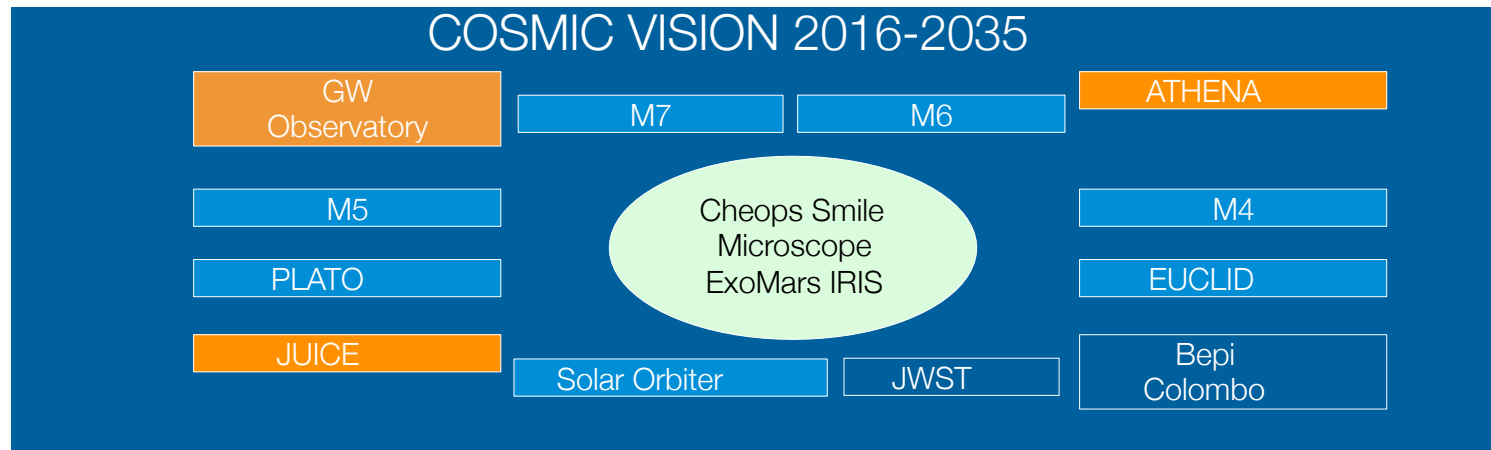 COSMIC VISION 2016-2035
GW
Observatory
M7
M6
ATHENA
M5
Cheops Smile
Microscope
ExoMars IRIS
M4
PLATO
EUCLID
JUICE
Solar Orbiter
JWST
Bepi
Colombo